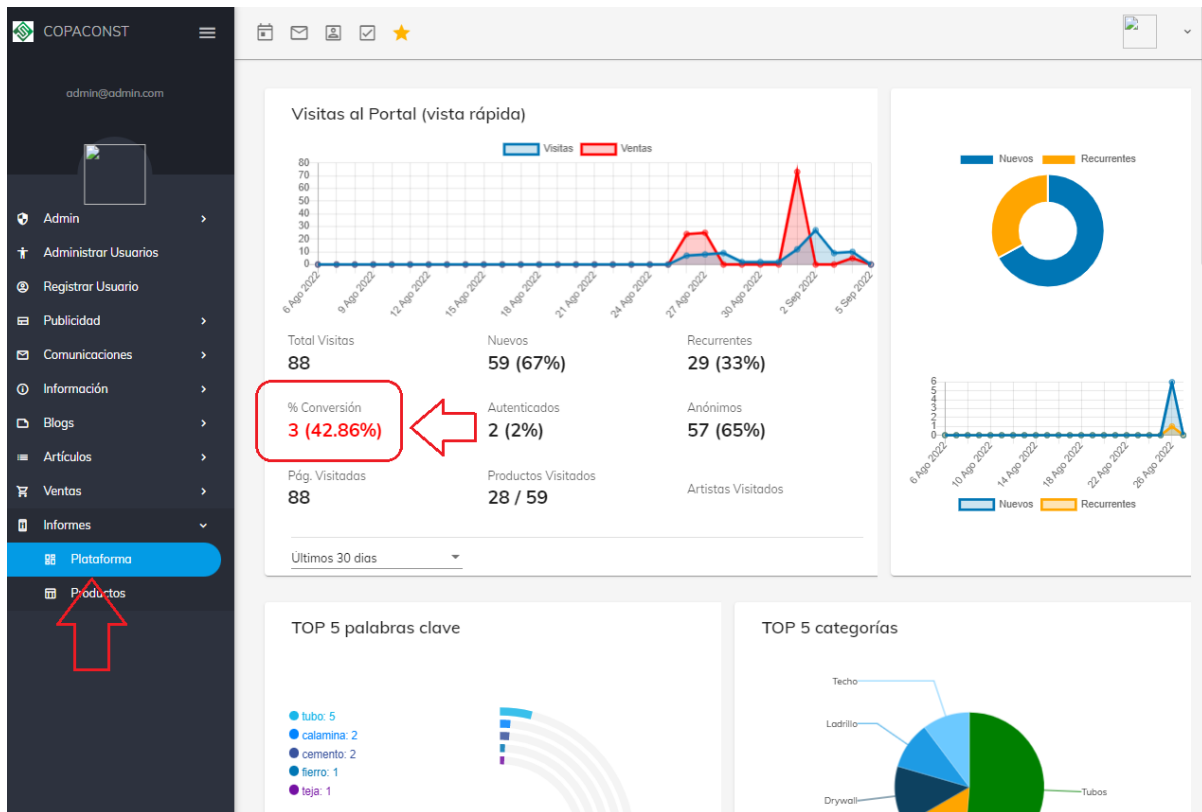 COPACONST
admin@admin.com
Admin
Administrar Usuarios
Registrar Usuario
Publicidad
Comunicaciones
Información
Blogs
Artículos
Ventas
Informes
Plataforma
Productos
Visitas al Portal (vista rápida)
Visitas Ventas
80
70
60
50
40
30
20
10
0
6 Ago 2022 9 Ago 2022 12 Ago 2022 15 Ago 2022 18 Ago 2022 21 Ago 2022 24 Ago 2022 27 Ago 2022 30 Ago 2022 2 Sep 2022 5 Sep 2022
Total Visitas Nuevos Recurrentes
88 59 (67%) 29 (33%)
% Conversión Autenticados Anónimos
3 (42.86%) 2 (2%) 57 (65%)
Pág. Visitadas Productos Visitados Artistas Visitados
88 28 / 59
Últimos 30 dias
Nuevos Recurrentes
6
5
4
3
2
1
0
6 Ago 2022 10 Ago 2022 14 Ago 2022 18 Ago 2022 22 Ago 2022 26 Ago 2022
Nuevos Recurrentes
TOP 5 palabras clave
tubo: 5
calamina: 2
cemento: 2
fierro: 1
teja: 1
TOP 5 categorías
Techo
Ladrillo
Drywall
Tubos